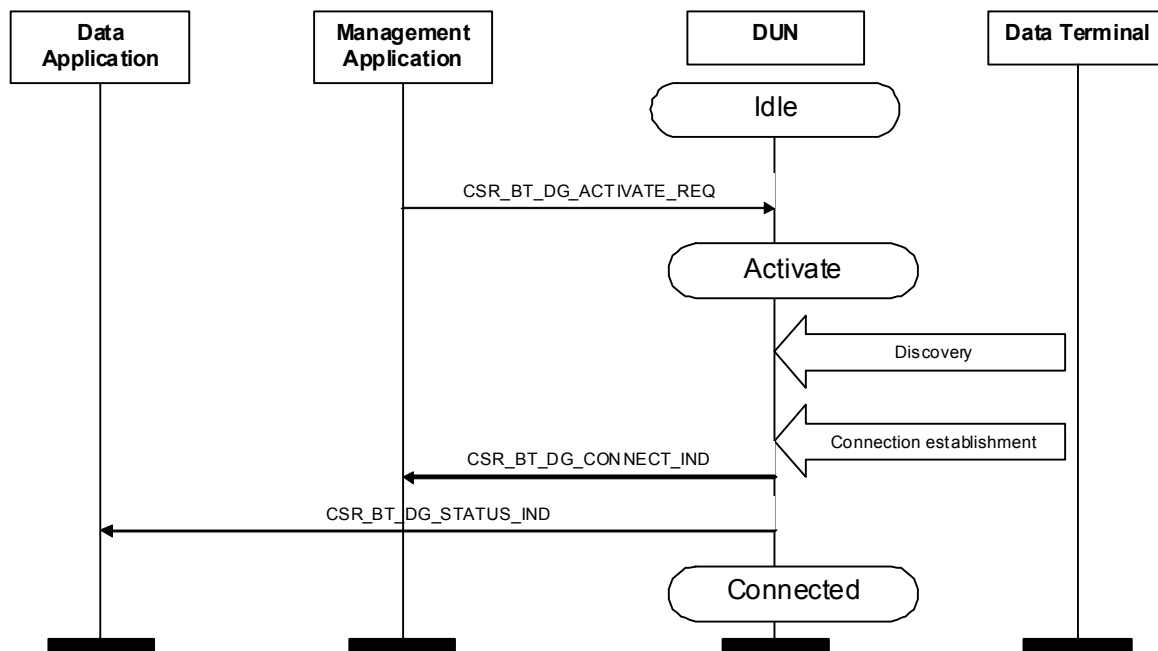 Data
Application
Management
Application
DUN
Data Terminal
Idle
CSR_BT_DG_ACTIVATE_REQ
Activate
Discovery
Connection establishment
CSR_BT_DG_CONNECT_IND
CSR_BT_DG_STATUS_IND
Connected